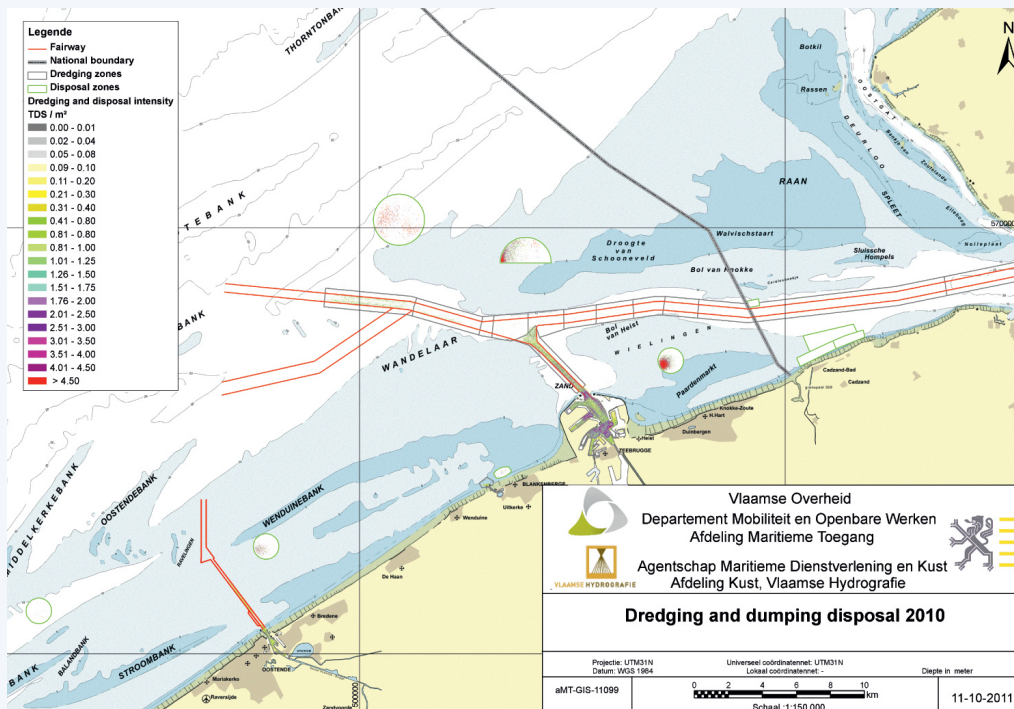 Legende
Fairway
National boundary
Dredging zones
Disposal zones
Dredging and disposal intensity
TDS / m²
0.00 - 0.01
0.02 - 0.04
0.05 - 0.08
0.09 - 0.10
0.11 - 0.20
0.21 - 0.30
0.31 - 0.40
0.41 - 0.80
0.81 - 0.80
0.81 - 1.00
1.01 - 1.25
1.26 - 1.50
1.51 - 1.75
1.76 - 2.00
2.01 - 2.50
2.51 - 3.00
3.01 - 3.50
3.51 - 4.00
4.01 - 4.50
> 4.50
THORNTONBANK
TEBANK
BANK
N
Botkil
Rassen
OOSTGAT
DEURLOO
SPLEET
RAAN
Walvischstaart
Droogte
van
Schooneveld
Bol van Knokke
Sluissche
Hompels
Elleboog
Nolleplaat
570000
Bol
van Heist
WIELINGEN
WANDELAAR
ZAND
Paardenmarkt
Cadzand-Bad
Cadzand
Knokke-Zoute
H.Hart
Duinbergen
Heist
ZEEBRUGGE
BLANKENBERGE
Uitkerke
Wenduine
De Haan
WENDUINEBANK
OOSTENDEBANK
MIDDELKERKEBANK
RAVELINGEN
Bredene
STROOMBANK
BALANDBANK
BANK
OOSTENDE
Mariakerke
Raversijde
Zandvoorde
500000
Vlaamse Overheid
Departement Mobiliteit en Openbare Werken
Afdeling Maritieme Toegang
VLAAMSE HYDROGRAFIE
Agentschap Maritieme Dienstverlening en Kust
Afdeling Kust, Vlaamse Hydrografie
Dredging and dumping disposal 2010
Projectie: UTM31N
Datum: WGS 1984
Universeel coördinatennet: UTM31N
Lokaal coördinatennet: -
Diepte in meter
aMT-GIS-11099
0 2 4 6 8 10
km
Schaal :1:150.000
11-10-2011